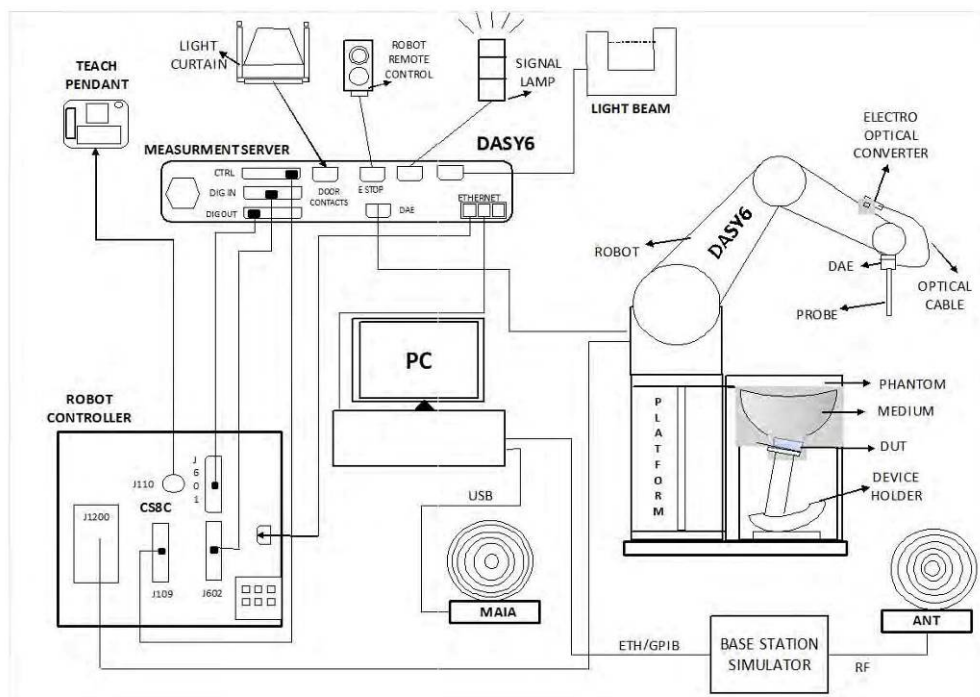 LIGHT
CURTAIN
ROBOT
REMOTE
CONTROL
SIGNAL
LAMP
LIGHT BEAM
TEACH
PENDANT
MEASURMENT SERVER
DASY6
CTRL
DIG IN
DIG OUT
DOOR
CONTACTS
E STOP
DAE
ETHERNET
ELECTRO
OPTICAL
CONVERTER
ROBOT
DASY6
DAE
OPTICAL
CABLE
PROBE
PC
PLATFORM
PHANTOM
MEDIUM
DUT
DEVICE
HOLDER
ROBOT
CONTROLLER
J110
J601
CS8C
J1200
J109
J602
USB
MAIA
ETH/GPIB
BASE STATION
SIMULATOR
RF
ANT